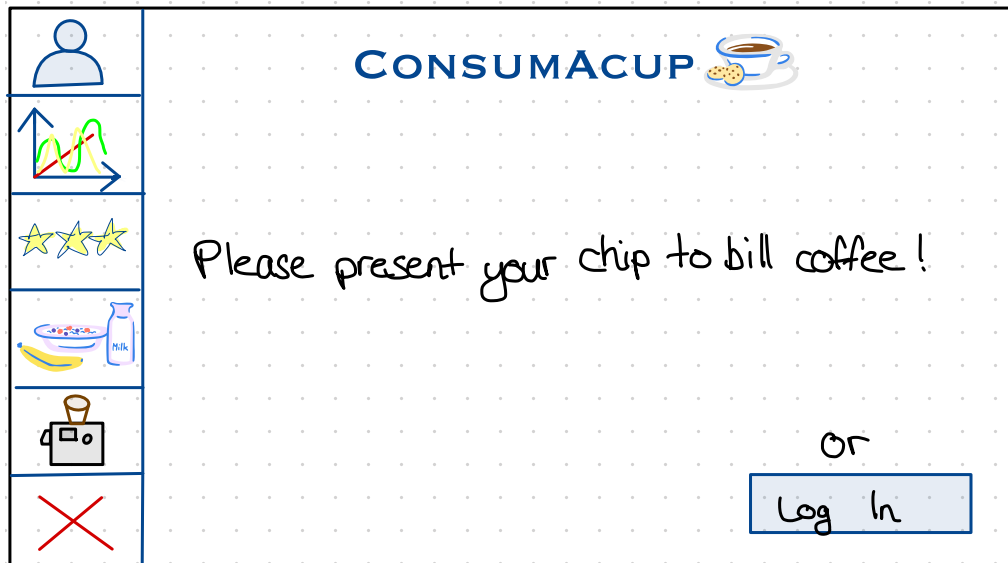 CONSUMACUP
Please present your chip to bill coffee!
Milk
or
Log In